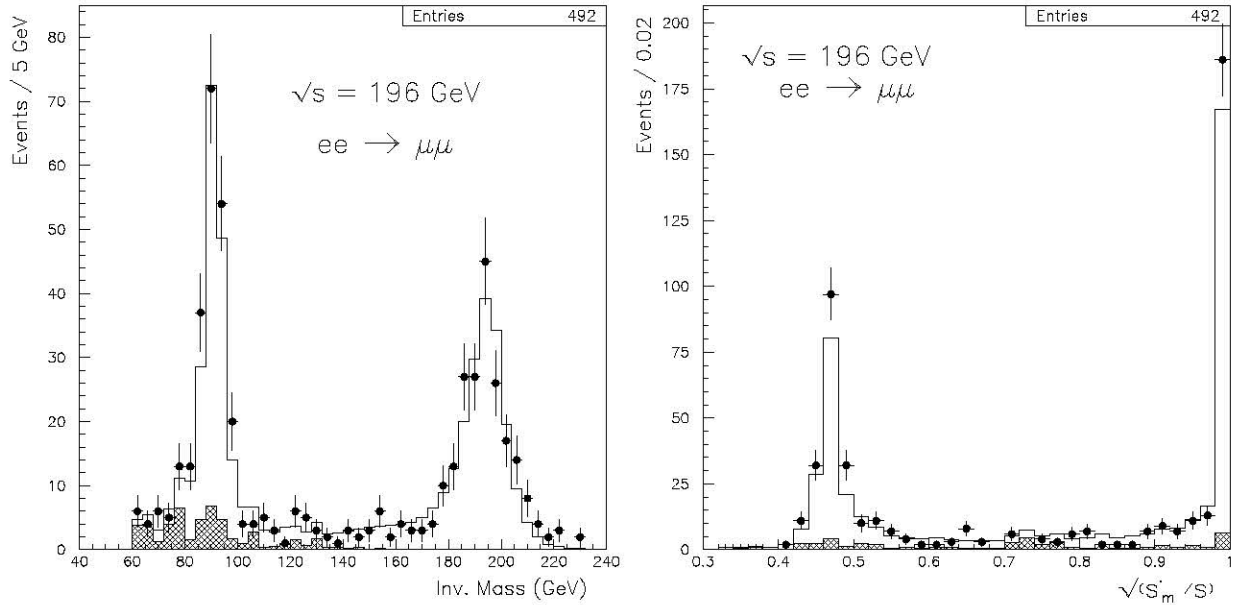 Entries 492
√s = 196 GeV
ee → μμ
Events / 5 GeV
80
70
60
50
40
30
20
10
0
40 60 80 100 120 140 160 180 200 220 240
Inv. Mass (GeV)
Entries 492
√s = 196 GeV
ee → μμ
Events / 0.02
200
175
150
125
100
75
50
25
0
0.3 0.4 0.5 0.6 0.7 0.8 0.9 1